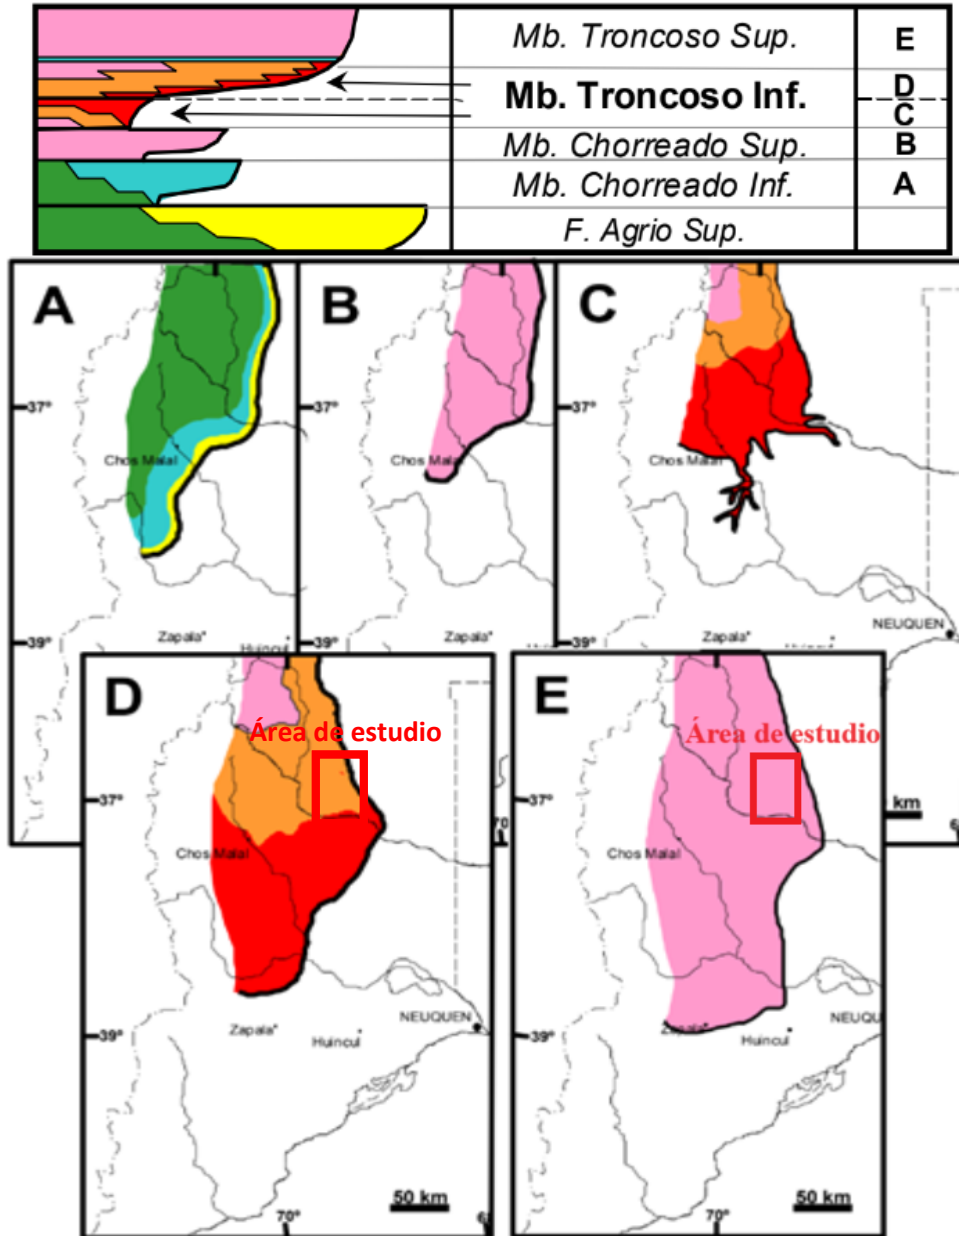 Mb. Troncoso Sup.
E
Mb. Troncoso Inf.
D
C
Mb. Chorreado Sup.
B
Mb. Chorreado Inf.
A
F. Agrio Sup.
A
37°
Chos Malal
39°
Zapala
Huincul
B
37°
Chos Malal
39°
Zapala
C
37°
Chos Malal
39°
Zapala
NEUQUEN
D
Área de estudio
37°
Chos Malal
NEUQUEN
Zapala
Huincul
39°
50 km
70°
E
Área de estudio
37°
km
Chos Malal
NEUQU
Zapala
Huincul
39°
50 km
70°